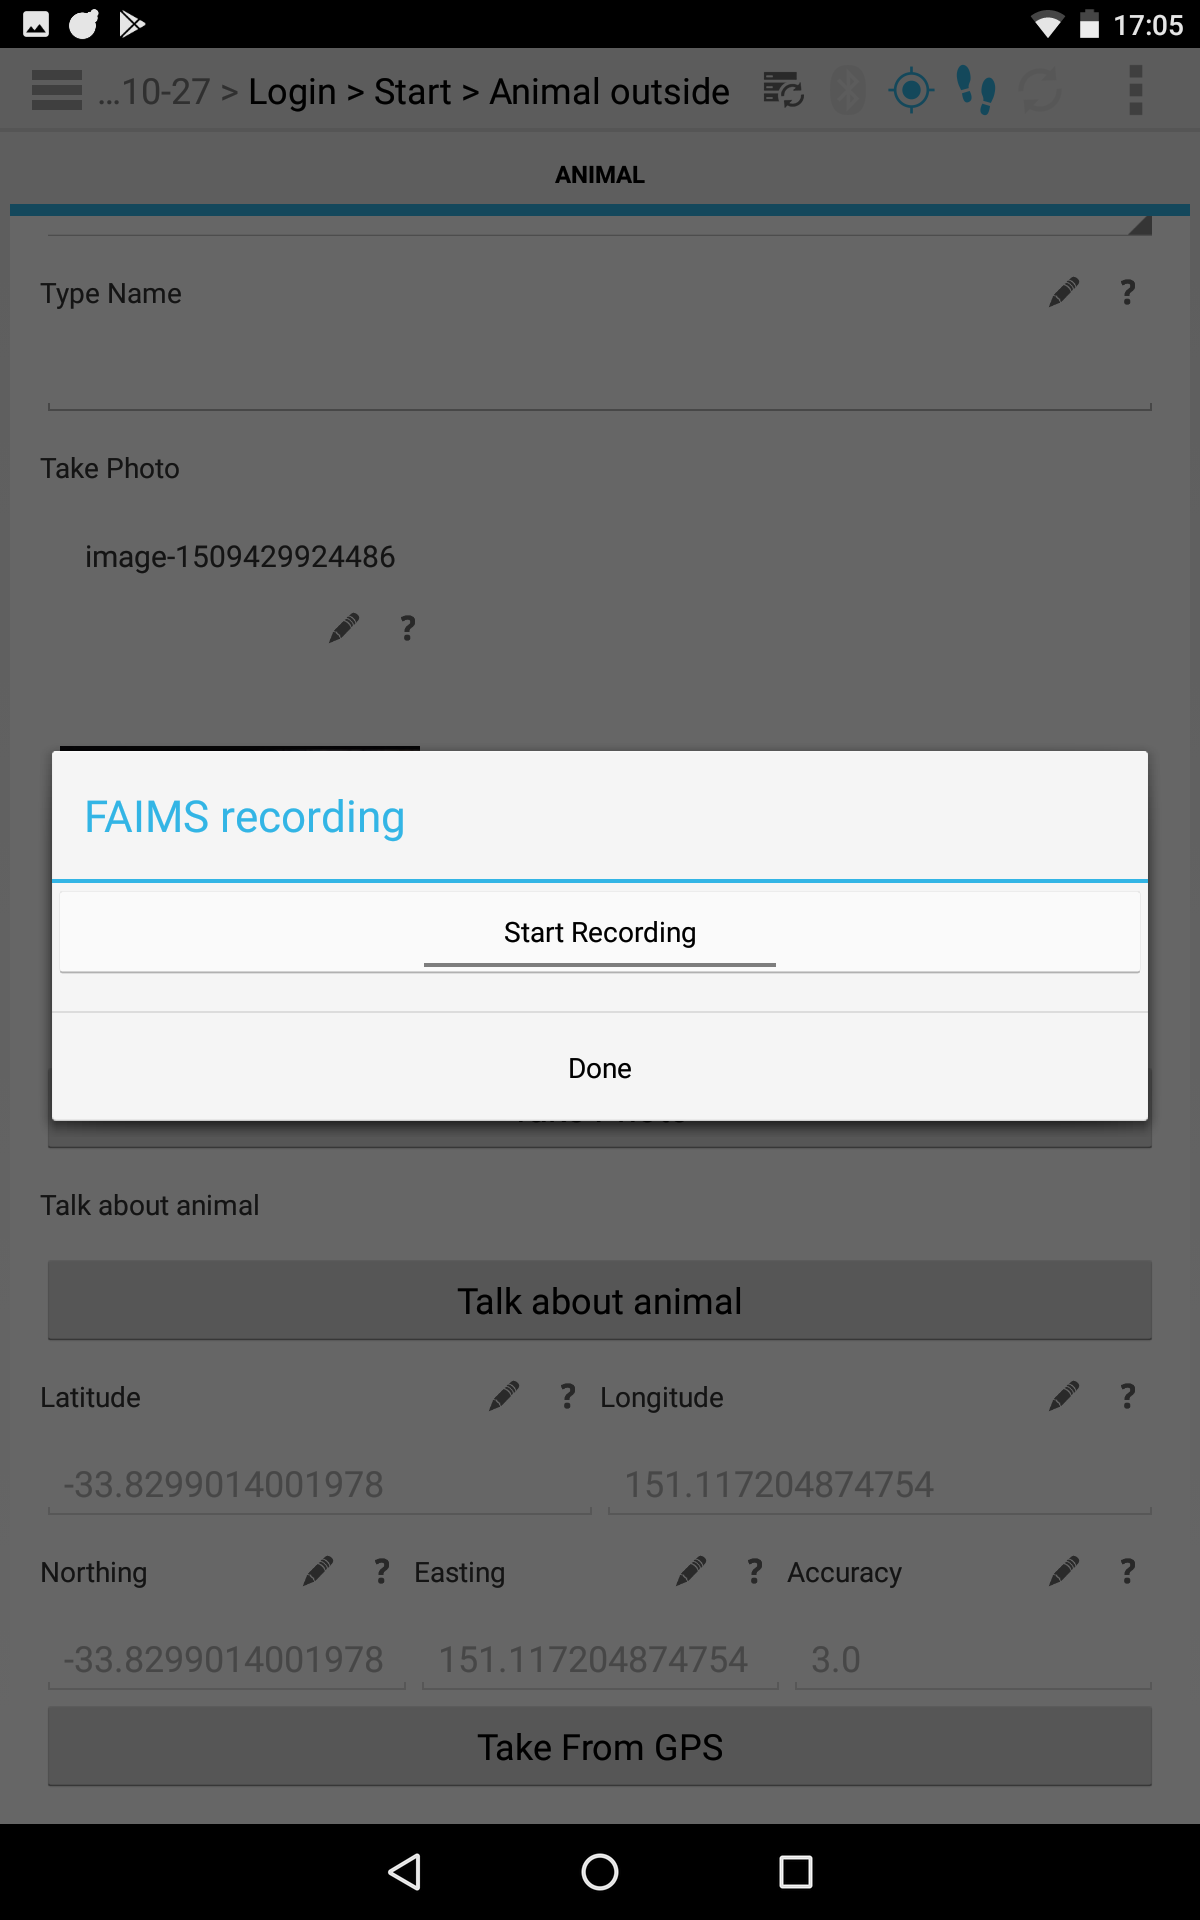 17:05
...10-27 > Login > Start > Animal outside
ANIMAL
Type Name
?
Take Photo
image-1509429924486
?
FAIMS recording
Start Recording
Done
Talk about animal
Talk about animal
Latitude ? Longitude ?
-33.8299014001978 151.117204874754
Northing ? Easting ? Accuracy ?
-33.8299014001978 151.117204874754 3.0
Take From GPS